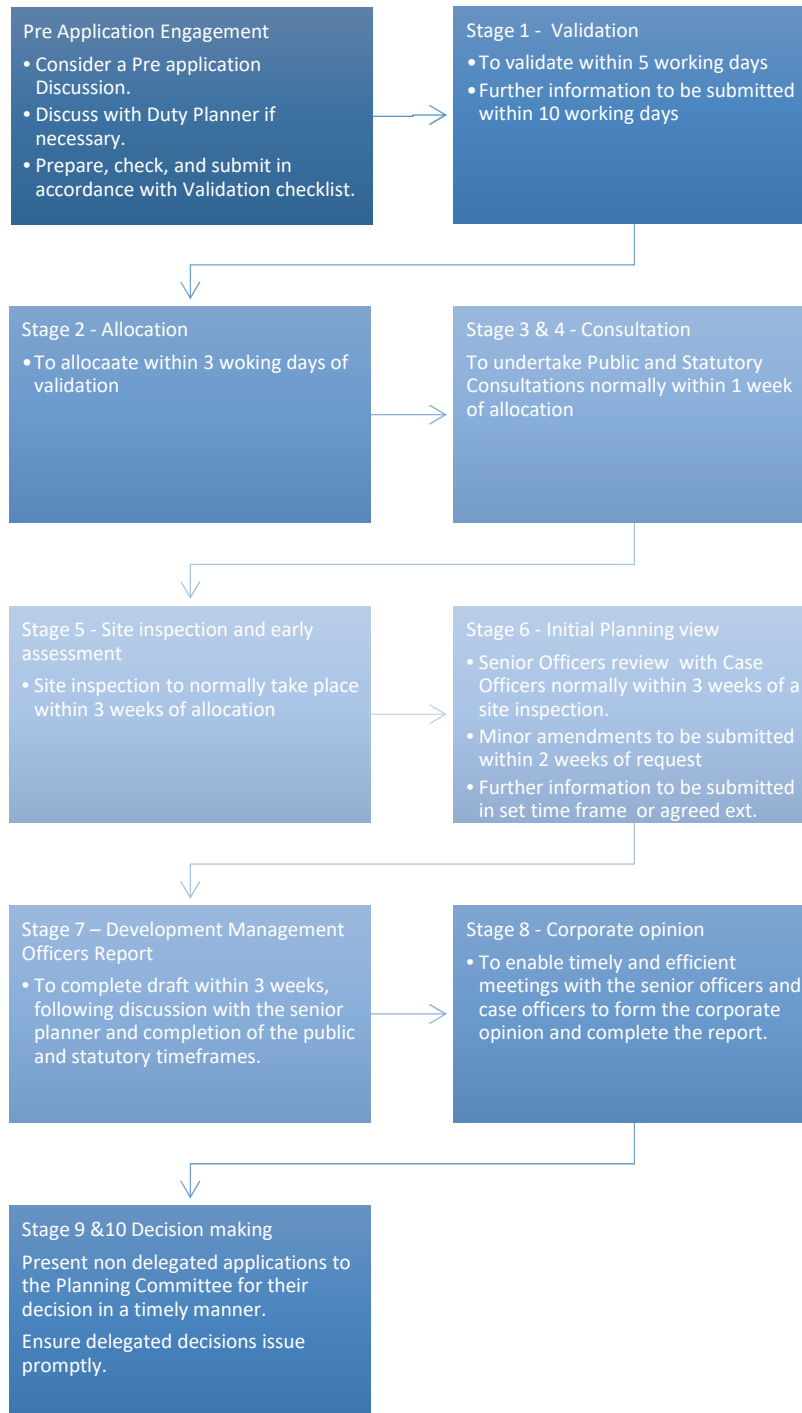 Pre Application Engagement
• Consider a Pre application
Discussion.
• Discuss with Duty Planner if
necessary.
• Prepare, check, and submit in
accordance with Validation checklist.
Stage 1 - Validation
• To validate within 5 working days
• Further information to be submitted
within 10 working days
Stage 2 - Allocation
• To allocaate within 3 woking days of
validation
Stage 3 & 4 - Consultation
To undertake Public and Statutory
Consultations normally within 1 week
of allocation
Stage 5 - Site inspection and early
assessment
• Site inspection to normally take place
within 3 weeks of allocation
Stage 6 - Initial Planning view
• Senior Officers review with Case
Officers normally within 3 weeks of a
site inspection.
• Minor amendments to be submitted
within 2 weeks of request
• Further information to be submitted
in set time frame or agreed ext.
Stage 7 – Development Management
Officers Report
• To complete draft within 3 weeks,
following discussion with the senior
planner and completion of the public
and statutory timeframes.
Stage 8 - Corporate opinion
• To enable timely and efficient
meetings with the senior officers and
case officers to form the corporate
opinion and complete the report.
Stage 9 &10 Decision making
Present non delegated applications to
the Planning Committee for their
decision in a timely manner.
Ensure delegated decisions issue
promptly.